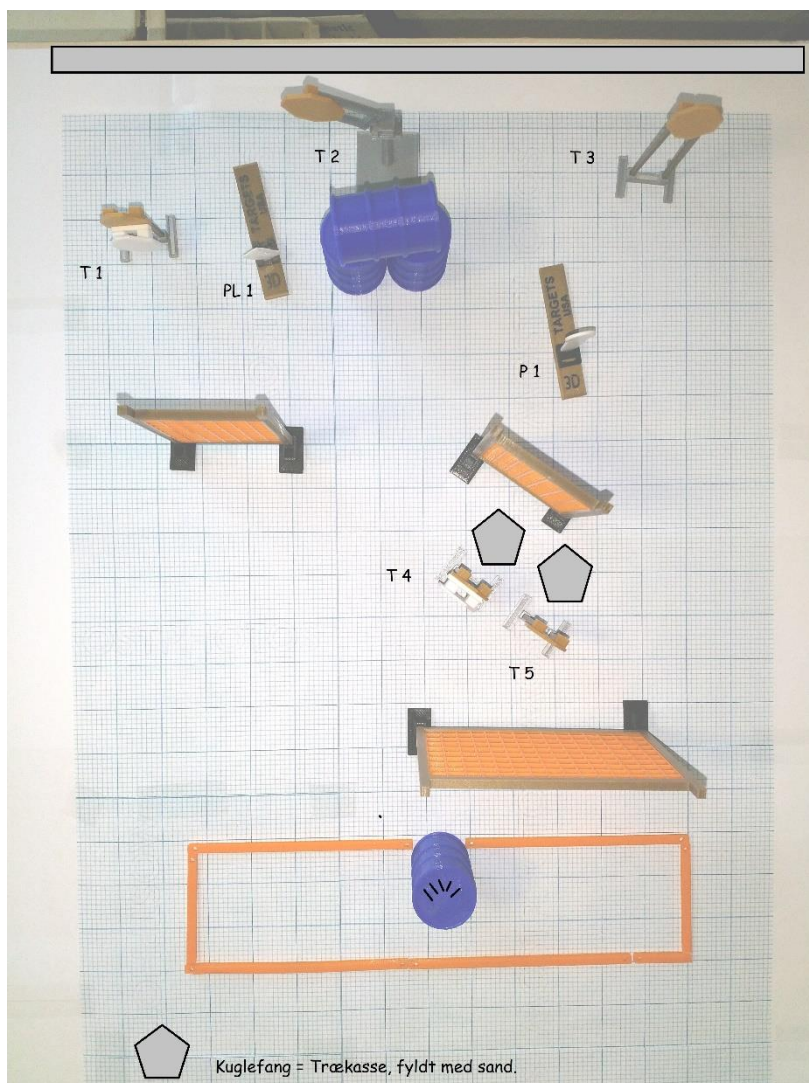 T 2
T 3
TARGETS
USA
3D
T 1
PL 1
TARGETS
USA
3D
P 1
T 4
T 5
Kuglefang = Trækasse, fyldt med sand.